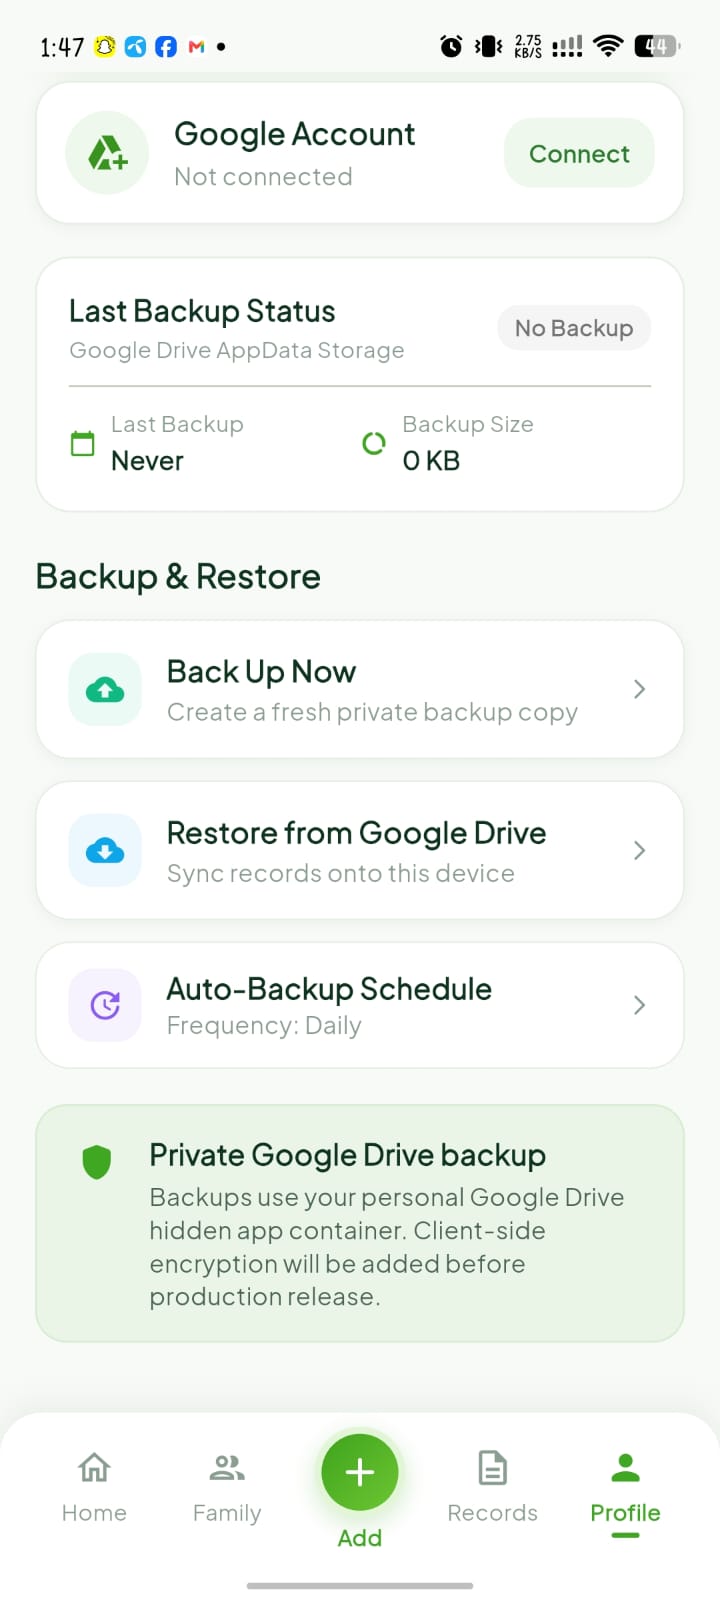 1:47
2.75
KB/S
44
Google Account
Not connected
Connect
Last Backup Status
Google Drive AppData Storage
No Backup
Last Backup
Never
Backup Size
0 KB
Backup & Restore
Back Up Now
Create a fresh private backup copy
Restore from Google Drive
Sync records onto this device
Auto-Backup Schedule
Frequency: Daily
Private Google Drive backup
Backups use your personal Google Drive
hidden app container. Client-side
encryption will be added before
production release.
Home
Family
Add
Records
Profile